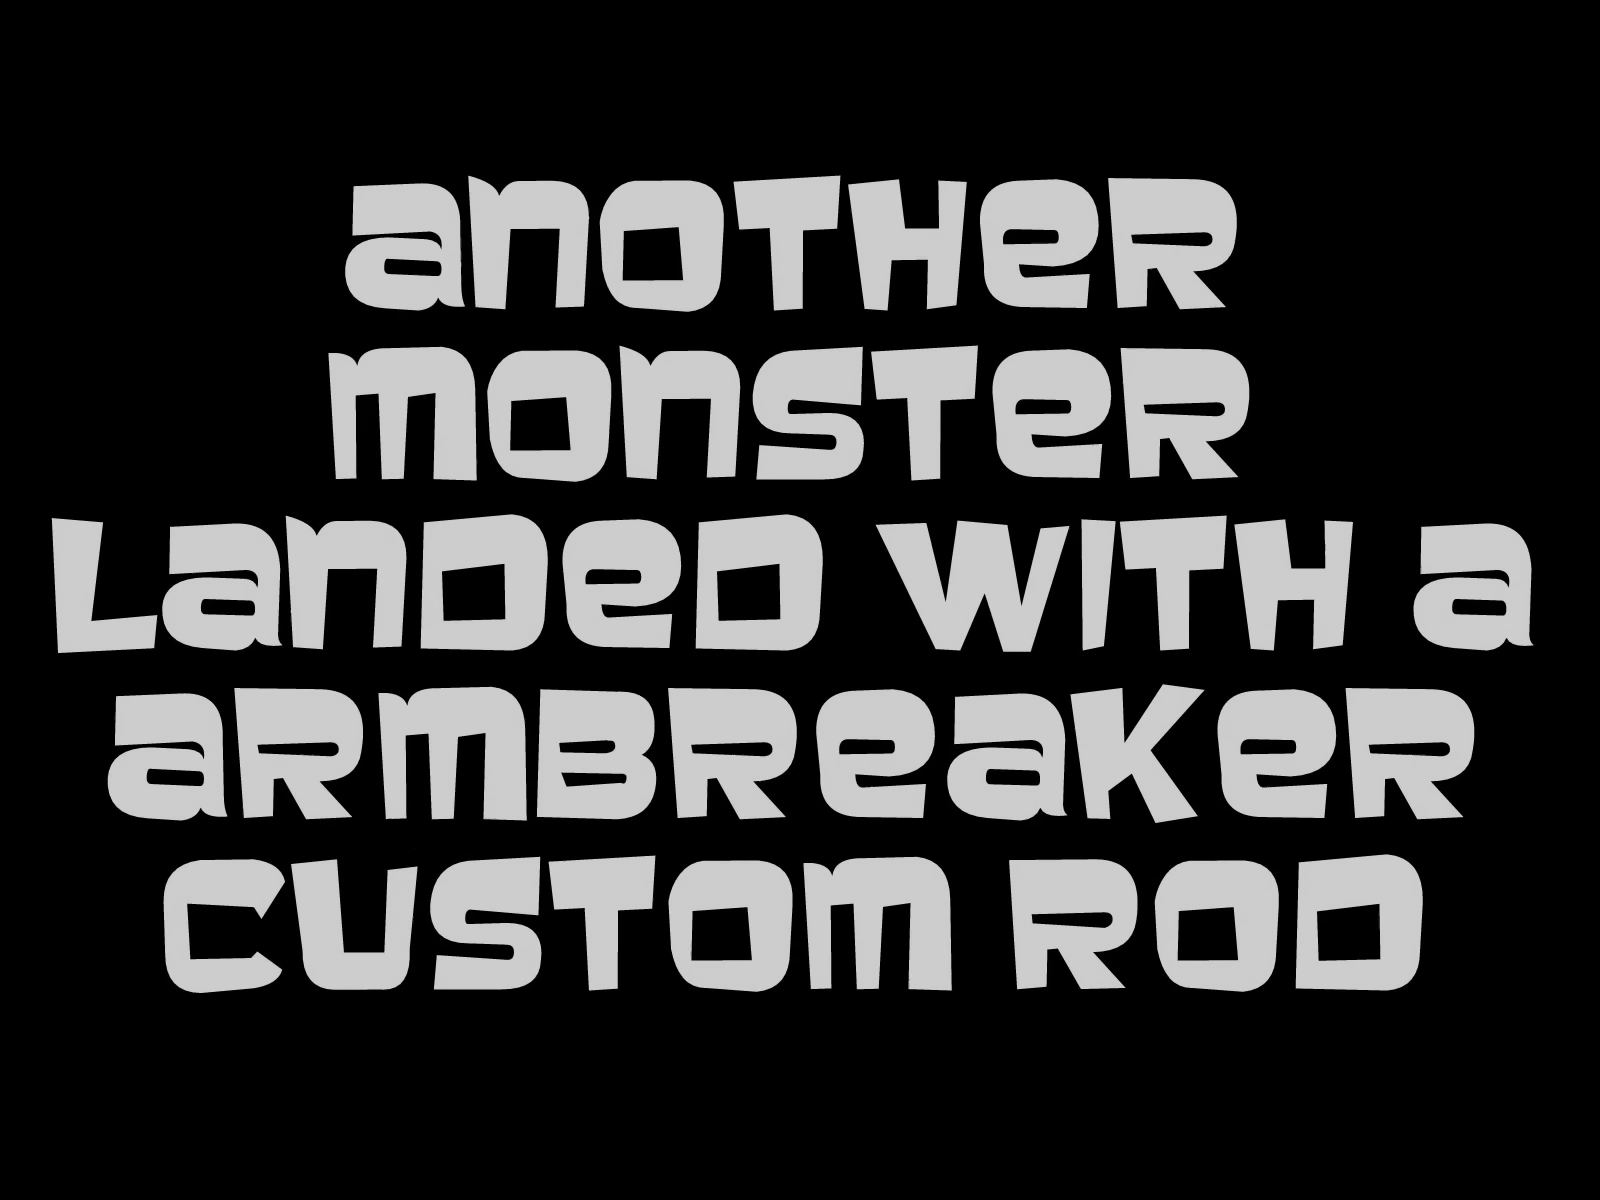 ANOTHER
MONSTER
LANDED WITH A
ARMBREAKER
CUSTOM ROD